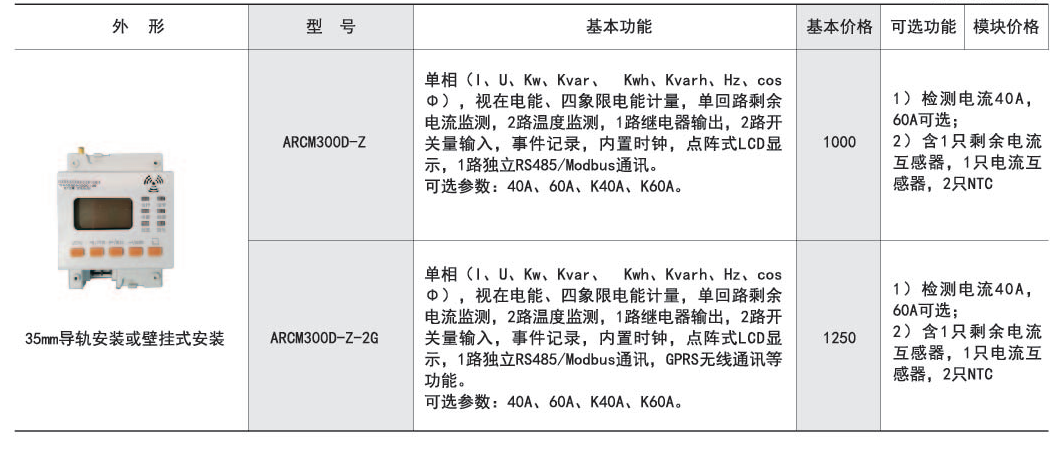 外 形
型 号
基本功能
基本价格
可选功能
模块价格
35mm导轨安装或壁挂式安装
ARCM300D-Z
单相（I、U、Kw、Kvar、 Kwh、Kvarh、Hz、cos
Φ），视在电能、四象限电能计量，单回路剩余
电流监测，2路温度监测，1路继电器输出，2路开
关量输入，事件记录，内置时钟，点阵式LCD显
示，1路独立RS485/Modbus通讯。
可选参数：40A、60A、K40A、K60A。
1000
1）检测电流40A，
60A可选；
2）含1只剩余电流
互感器，1只电流互
感器，2只NTC
ARCM300D-Z-2G
单相（I、U、Kw、Kvar、 Kwh、Kvarh、Hz、cos
Φ），视在电能、四象限电能计量，单回路剩余
电流监测，2路温度监测，1路继电器输出，2路开
关量输入，事件记录，内置时钟，点阵式LCD显
示，1路独立RS485/Modbus通讯，GPRS无线通讯等
功能。
可选参数：40A、60A、K40A、K60A。
1250
1）检测电流40A，
60A可选；
2）含1只剩余电流
互感器，1只电流互
感器，2只NTC